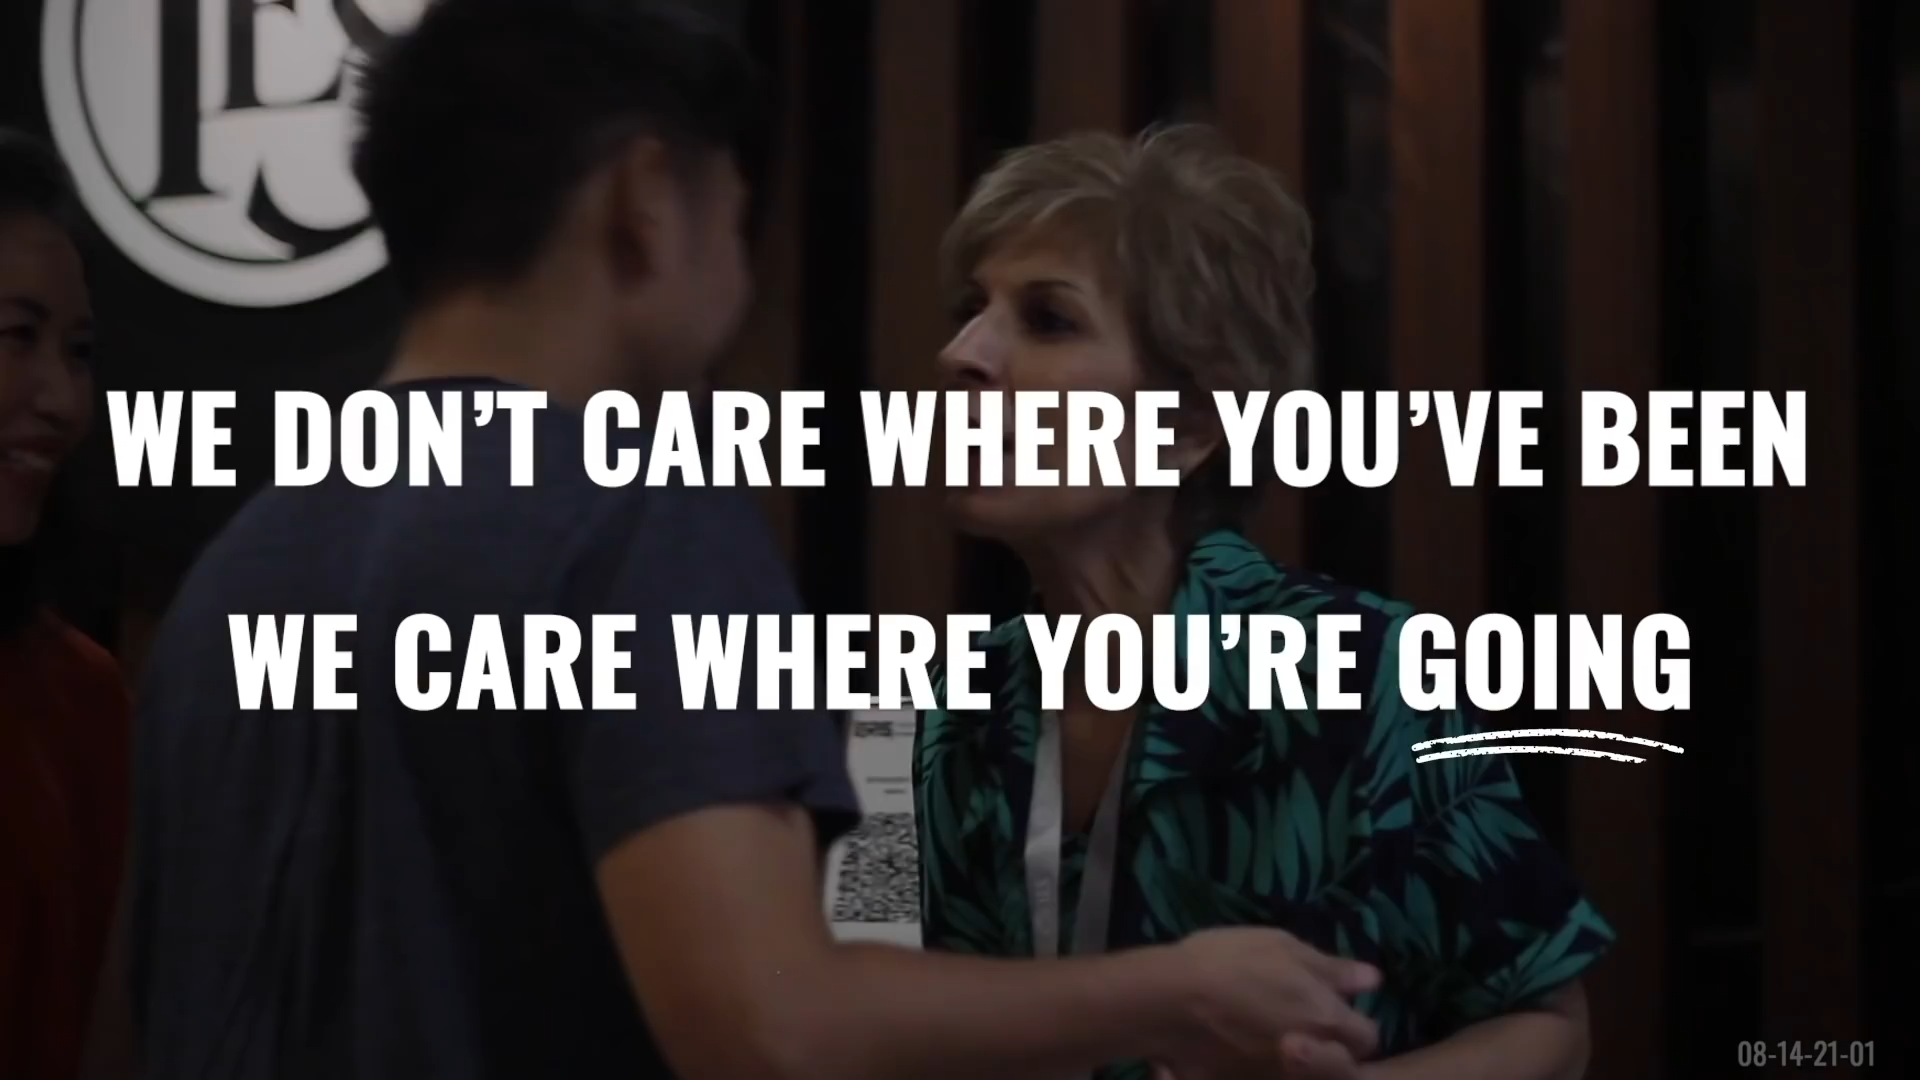 WE DON’T CARE WHERE YOU’VE BEEN
WE CARE WHERE YOU’RE GOING
08-14-21-01